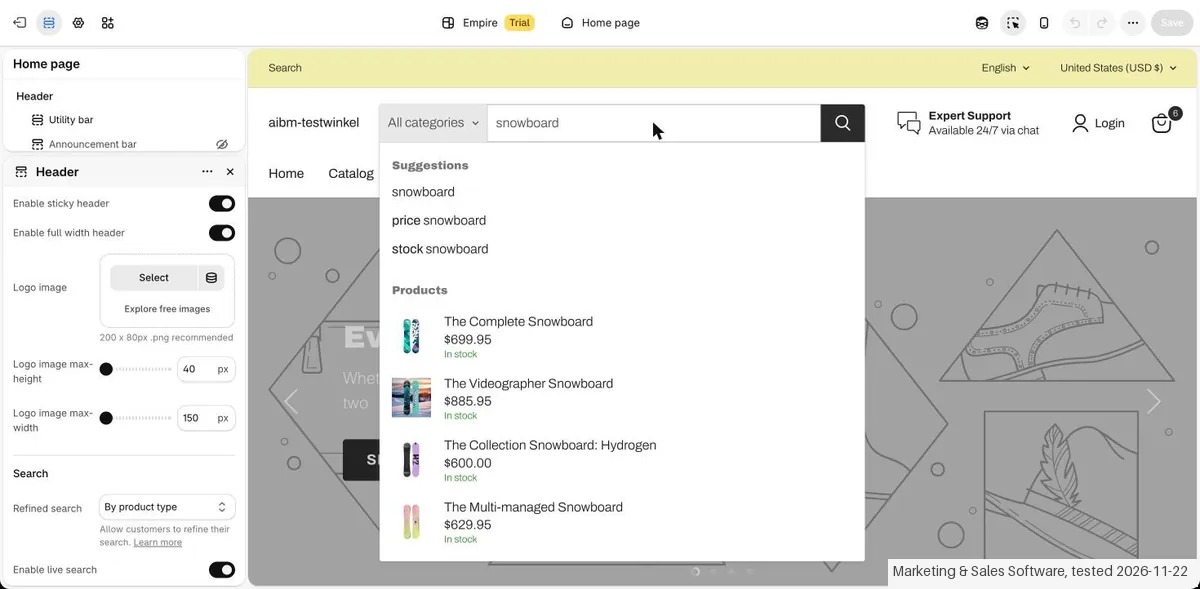 Empire Trial Home page Save
Home page
Header
Utility bar
Announcement bar
Header
Enable sticky header
Enable full width header
Logo image
Select
Explore free images
200 x 80px .png recommended
Logo image max-
height
40 px
Logo image max-
width
150 px
Search
Refined search
By product type
Allow customers to refine their
search. Learn more
Enable live search
Search English United States (USD $)
aibm-testwinkel
All categories snowboard
Expert Support
Available 24/7 via chat
Login
6
Home Catalog
Suggestions
snowboard
price snowboard
stock snowboard
Products
The Complete Snowboard
$699.95
In stock
The Videographer Snowboard
$885.95
In stock
The Collection Snowboard: Hydrogen
$600.00
In stock
The Multi-managed Snowboard
$629.95
In stock
two
Marketing & Sales Software, tested 2026-11-22